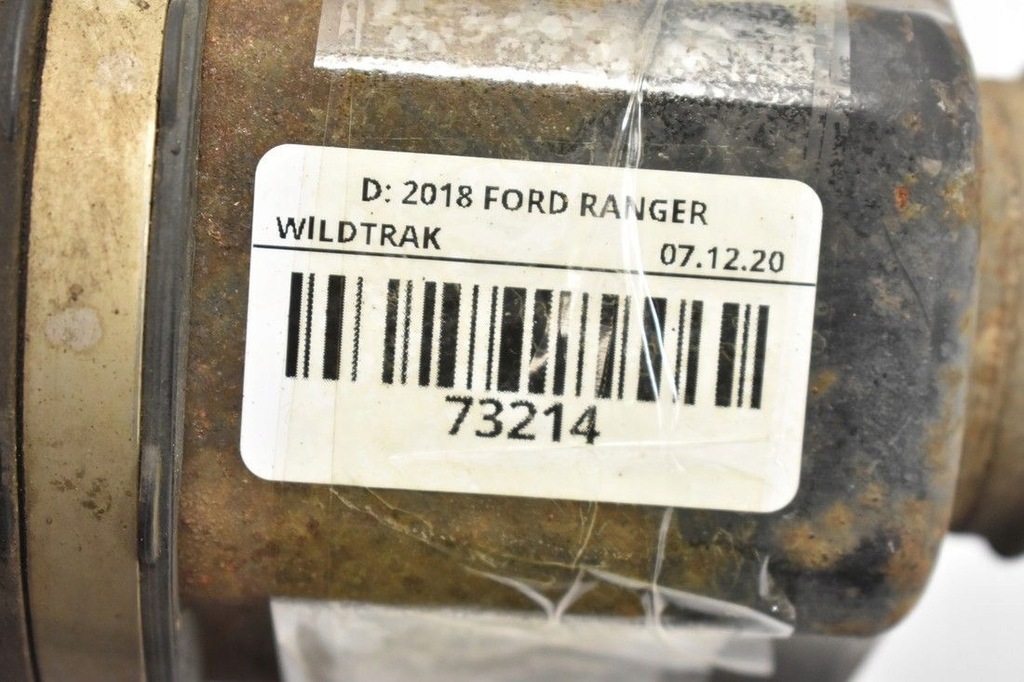 D: 2018 FORD RANGER
WILDTRAK 07.12.20
73214